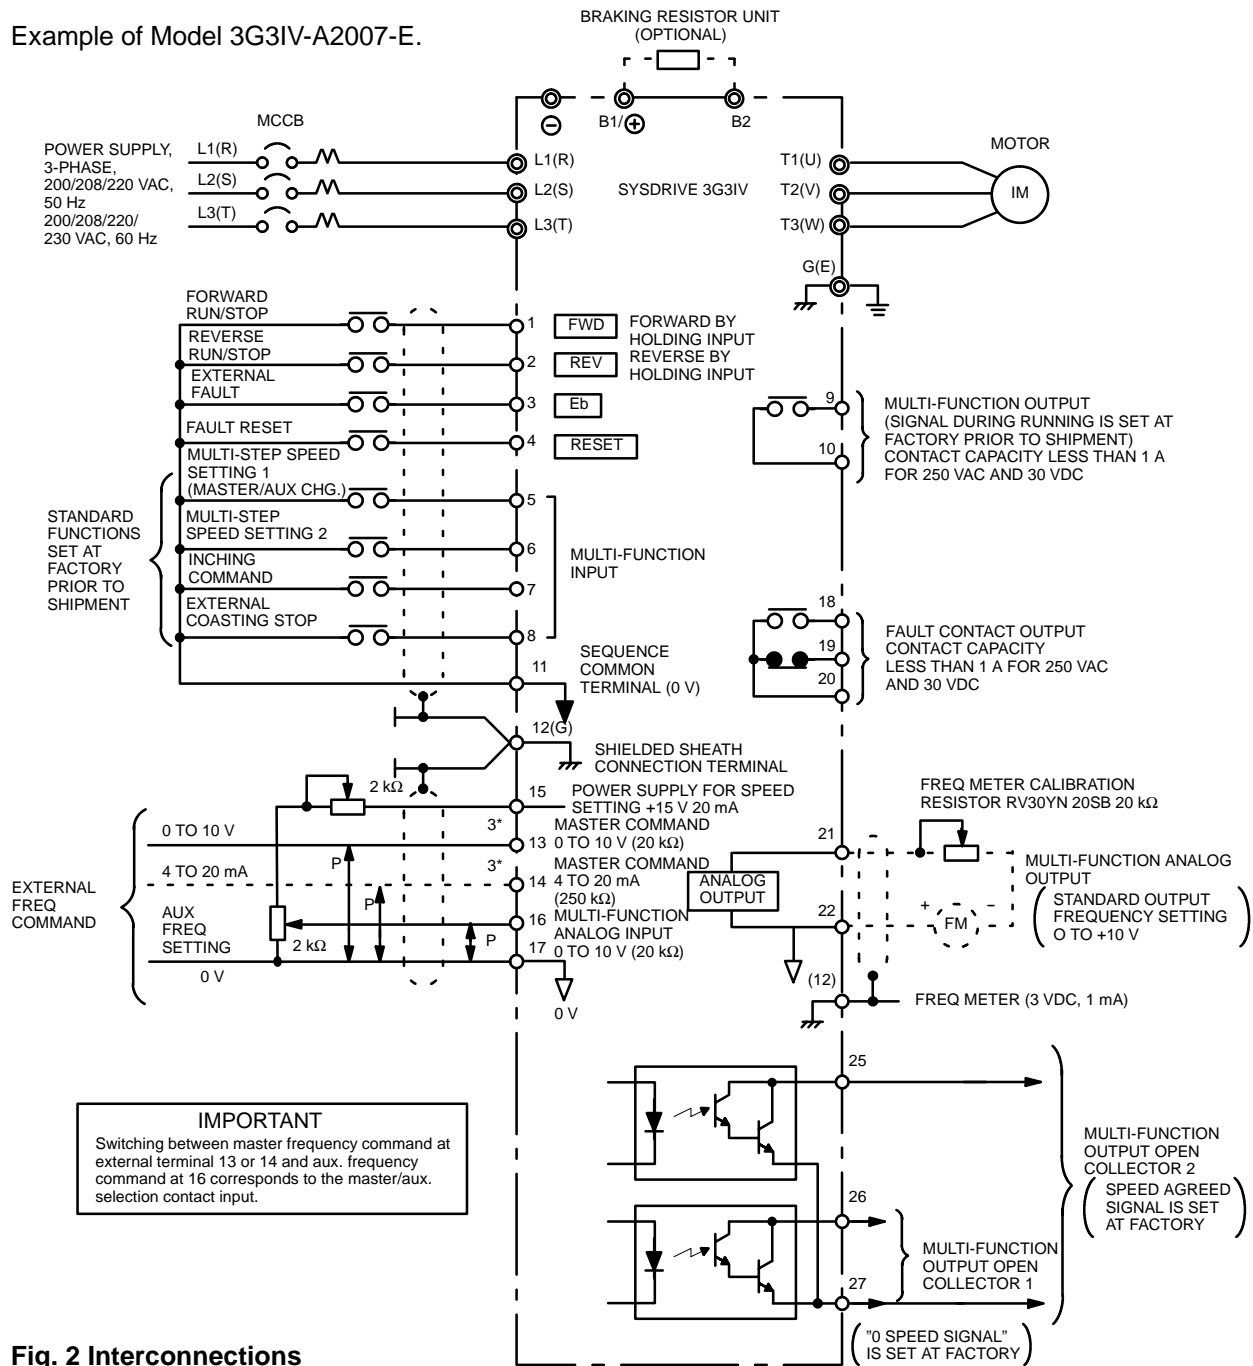 Example of Model 3G3IV-A2007-E.
BRAKING RESISTOR UNIT
(OPTIONAL)
MCCB
B1/⊕
B2
⊖
POWER SUPPLY,
3-PHASE,
200/208/220 VAC,
50 Hz
200/208/220/
230 VAC, 60 Hz
L1(R)
L2(S)
L3(T)
L1(R)
L2(S)
L3(T)
SYSDRIVE 3G3IV
T1(U)
T2(V)
T3(W)
MOTOR
IM
G(E)
FORWARD
RUN/STOP
1
FWD
FORWARD BY
HOLDING INPUT
REVERSE
RUN/STOP
2
REV
REVERSE BY
HOLDING INPUT
EXTERNAL
FAULT
3
Eb
FAULT RESET
4
RESET
MULTI-STEP SPEED
SETTING 1
(MASTER/AUX CHG.)
5
MULTI-STEP
SPEED SETTING 2
6
INCHING
COMMAND
7
EXTERNAL
COASTING STOP
8
STANDARD
FUNCTIONS
SET AT
FACTORY
PRIOR TO
SHIPMENT
MULTI-FUNCTION
INPUT
11
SEQUENCE
COMMON
TERMINAL (0 V)
12(G)
SHIELDED SHEATH
CONNECTION TERMINAL
9
10
MULTI-FUNCTION OUTPUT
(SIGNAL DURING RUNNING IS SET AT
FACTORY PRIOR TO SHIPMENT)
CONTACT CAPACITY LESS THAN 1 A
FOR 250 VAC AND 30 VDC
18
19
20
FAULT CONTACT OUTPUT
CONTACT CAPACITY
LESS THAN 1 A FOR 250 VAC
AND 30 VDC
2 kΩ
15
POWER SUPPLY FOR SPEED
SETTING +15 V 20 mA
0 TO 10 V
3*
13
MASTER COMMAND
0 TO 10 V (20 kΩ)
P
4 TO 20 mA
3*
14
MASTER COMMAND
4 TO 20 mA
(250 kΩ)
P
EXTERNAL
FREQ
COMMAND
AUX
FREQ
SETTING
2 kΩ
16
MULTI-FUNCTION
ANALOG INPUT
0 TO 10 V (20 kΩ)
P
17
0 V
0 V
FREQ METER CALIBRATION
RESISTOR RV30YN 20SB 20 kΩ
21
ANALOG
OUTPUT
22
+
FM
−
MULTI-FUNCTION ANALOG
OUTPUT
(STANDARD OUTPUT
FREQUENCY SETTING
O TO +10 V)
(12)
FREQ METER (3 VDC, 1 mA)
IMPORTANT
Switching between master frequency command at
external terminal 13 or 14 and aux. frequency
command at 16 corresponds to the master/aux.
selection contact input.
25
MULTI-FUNCTION
OUTPUT OPEN
COLLECTOR 2
(SPEED AGREED
SIGNAL IS SET
AT FACTORY)
26
MULTI-FUNCTION
OUTPUT OPEN
COLLECTOR 1
27
("0 SPEED SIGNAL"
IS SET AT FACTORY)
Fig. 2 Interconnections